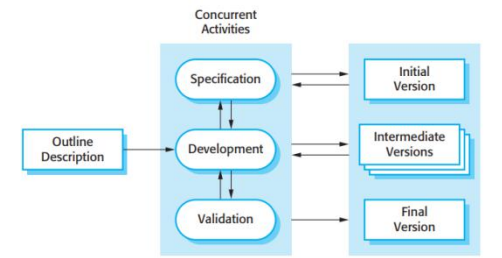 Concurrent
Activities
Specification
Initial
Version
Outline
Description
Development
Intermediate
Versions
Validation
Final
Version